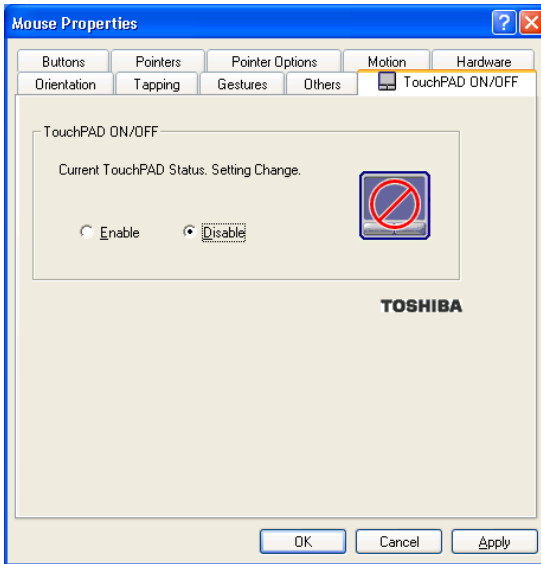 Mouse Properties
Buttons Pointers Pointer Options Motion Hardware
Orientation Tapping Gestures Others TouchPAD ON/OFF
TouchPAD ON/OFF
Current TouchPAD Status. Setting Change.
Enable Disable
TOSHIBA
OK Cancel Apply